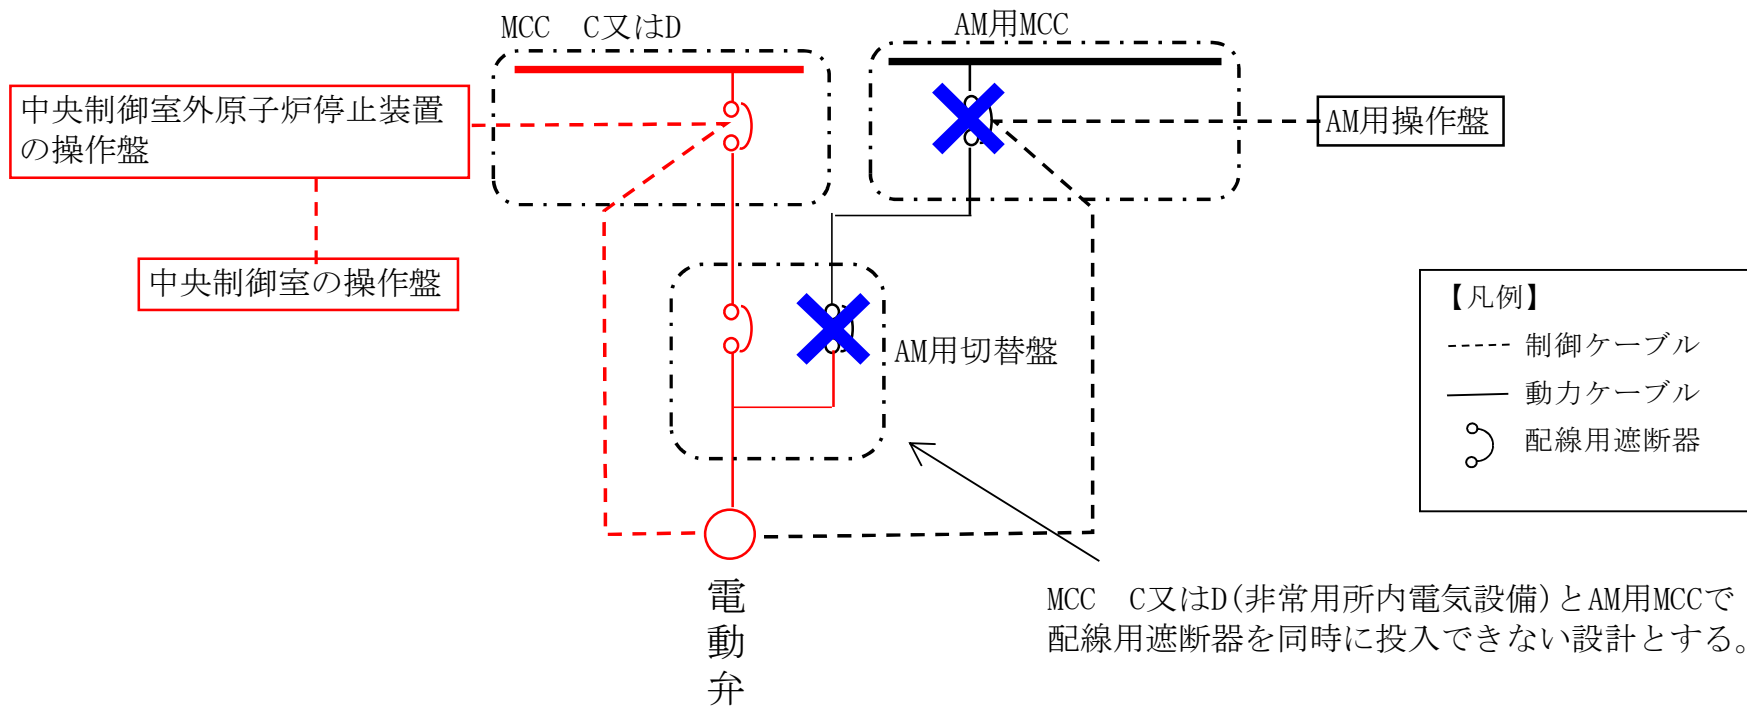 MCC　C又はD
AM用MCC
中央制御室外原子炉停止装置
の操作盤
AM用操作盤
中央制御室の操作盤
AM用切替盤
【凡例】
制御ケーブル
動力ケーブル
配線用遮断器
電動弁
MCC　C又はD(非常用所内電気設備)とAM用MCCで
配線用遮断器を同時に投入できない設計とする。